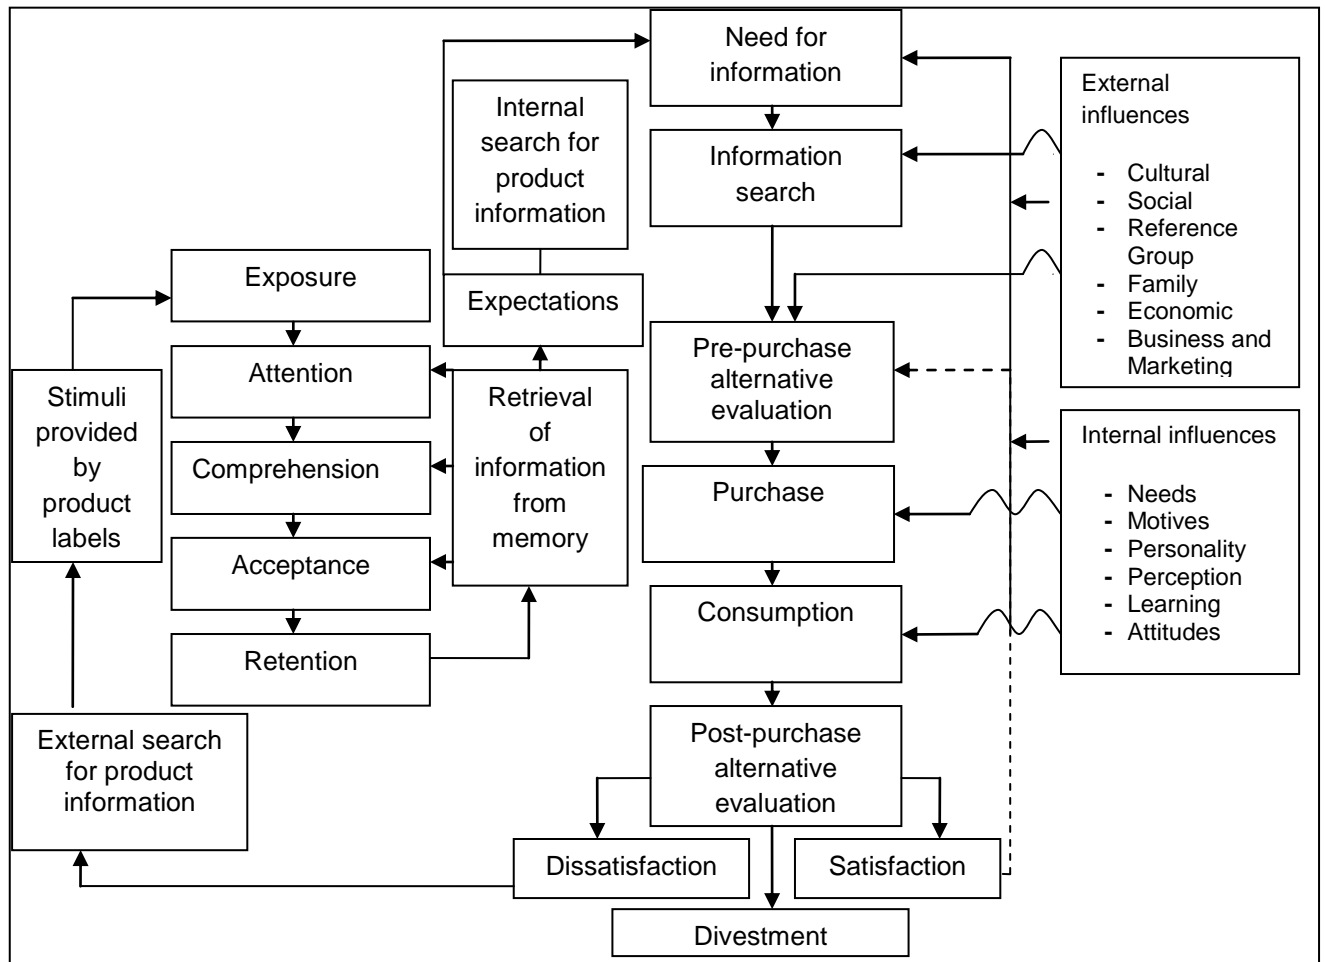 Need for
information
Internal
search for
product
information
Information
search
External
influences
- Cultural
- Social
- Reference
Group
- Family
- Economic
- Business and
Marketing
Exposure
Expectations
Attention
Pre-purchase
alternative
evaluation
Stimuli
provided
by
product
labels
Retrieval
of
information
from
memory
Comprehension
Internal influences
- Needs
- Motives
- Personality
- Perception
- Learning
- Attitudes
Purchase
Acceptance
Consumption
Retention
External search
for product
information
Post-purchase
alternative
evaluation
Dissatisfaction
Satisfaction
Divestment